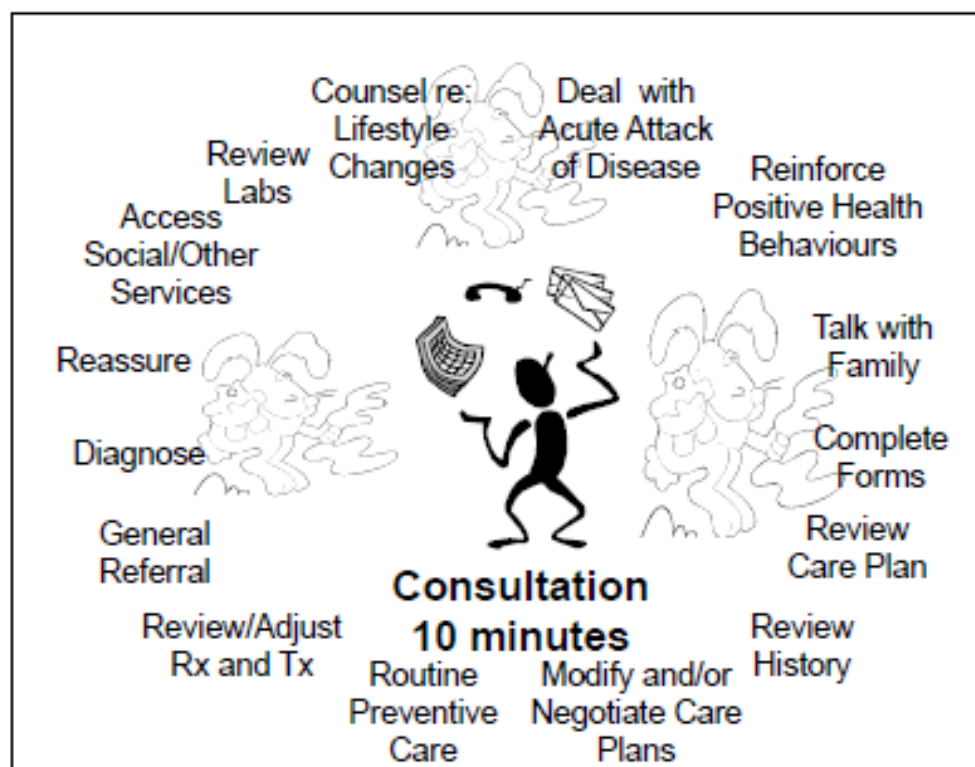 Counsel re:
Lifestyle
Changes
Deal with
Acute Attack
of Disease
Reinforce
Positive Health
Behaviours
Talk with
Family
Complete
Forms
Review
Care Plan
Review
History
Modify and/or
Negotiate Care
Plans
Routine
Preventive
Care
Review/Adjust
Rx and Tx
General
Referral
Diagnose
Reassure
Access
Social/Other
Services
Review
Labs
Consultation
10 minutes